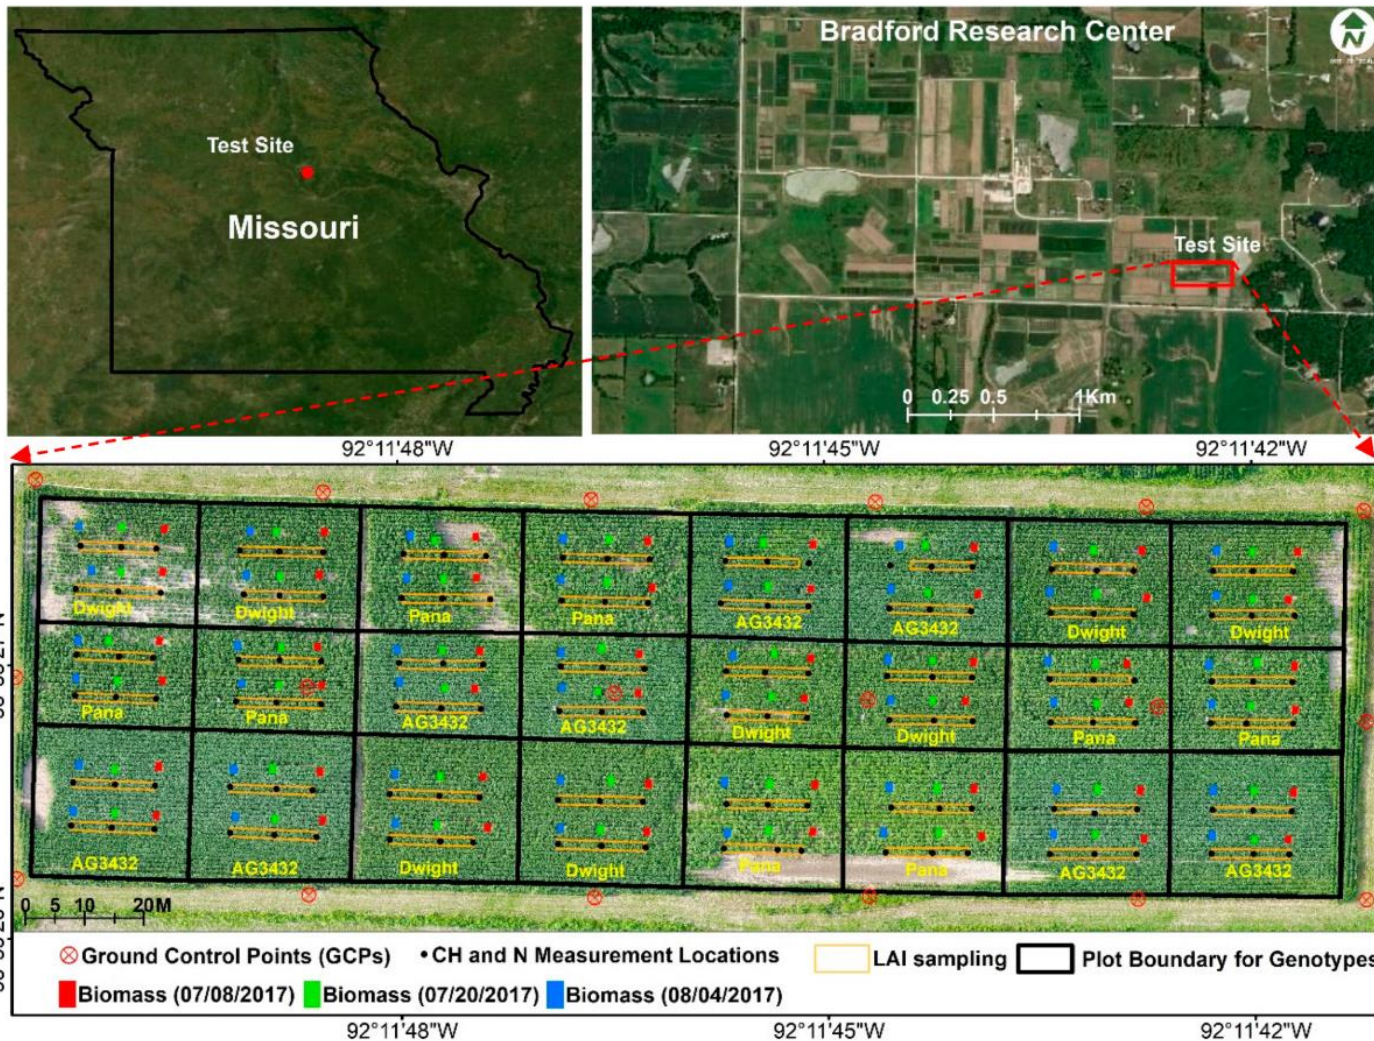 Bradford Research Center
N
Test Site
Missouri
Test Site
0 0.25 0.5 1Km
92°11'48"W 92°11'45"W 92°11'42"W
Dwight Dwight Pana Pana AG3432 AG3432 Dwight Dwight
Pana Pana AG3432 AG3432 Dwight Dwight Pana Pana
AG3432 AG3432 Dwight Dwight Pana Pana AG3432 AG3432
0 5 10 20M
Ground Control Points (GCPs) CH and N Measurement Locations LAI sampling Plot Boundary for Genotypes
Biomass (07/08/2017) Biomass (07/20/2017) Biomass (08/04/2017)
92°11'48"W 92°11'45"W 92°11'42"W